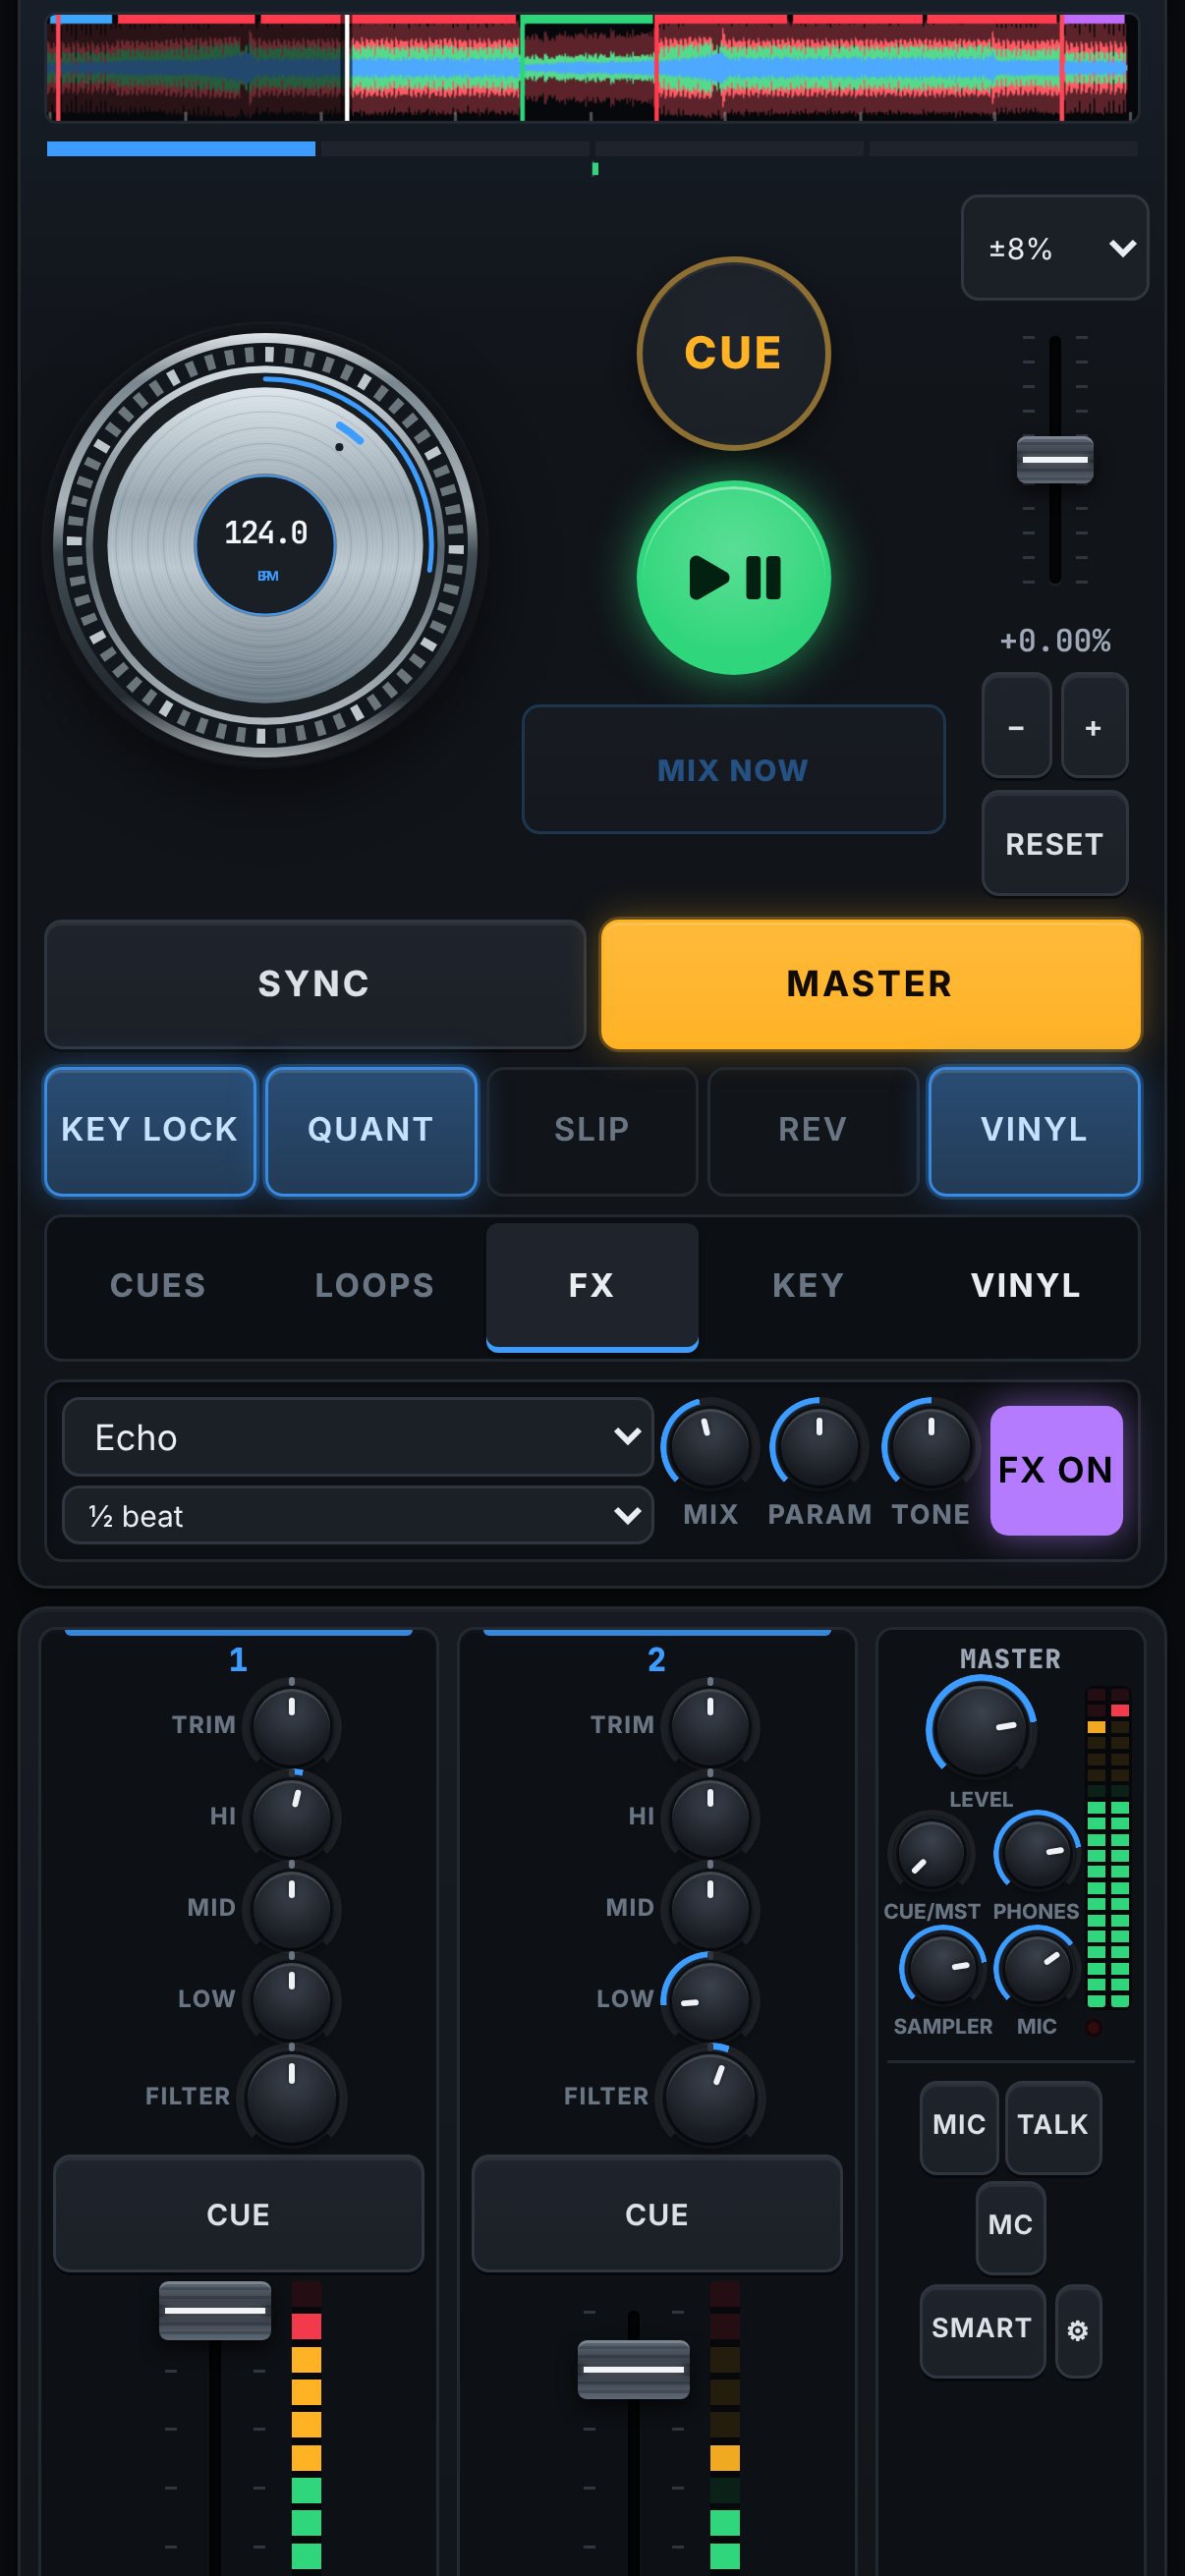 ±8%
CUE
124.0
BPM
+0.00%
− +
MIX NOW
RESET
SYNC MASTER
KEY LOCK QUANT SLIP REV VINYL
CUES LOOPS FX KEY VINYL
Echo
½ beat
MIX PARAM TONE FX ON
1 2 MASTER
TRIM TRIM
LEVEL
HI HI
MID MID
CUE/MST PHONES
LOW LOW
SAMPLER MIC
FILTER FILTER
MIC TALK
CUE CUE
MC
SMART